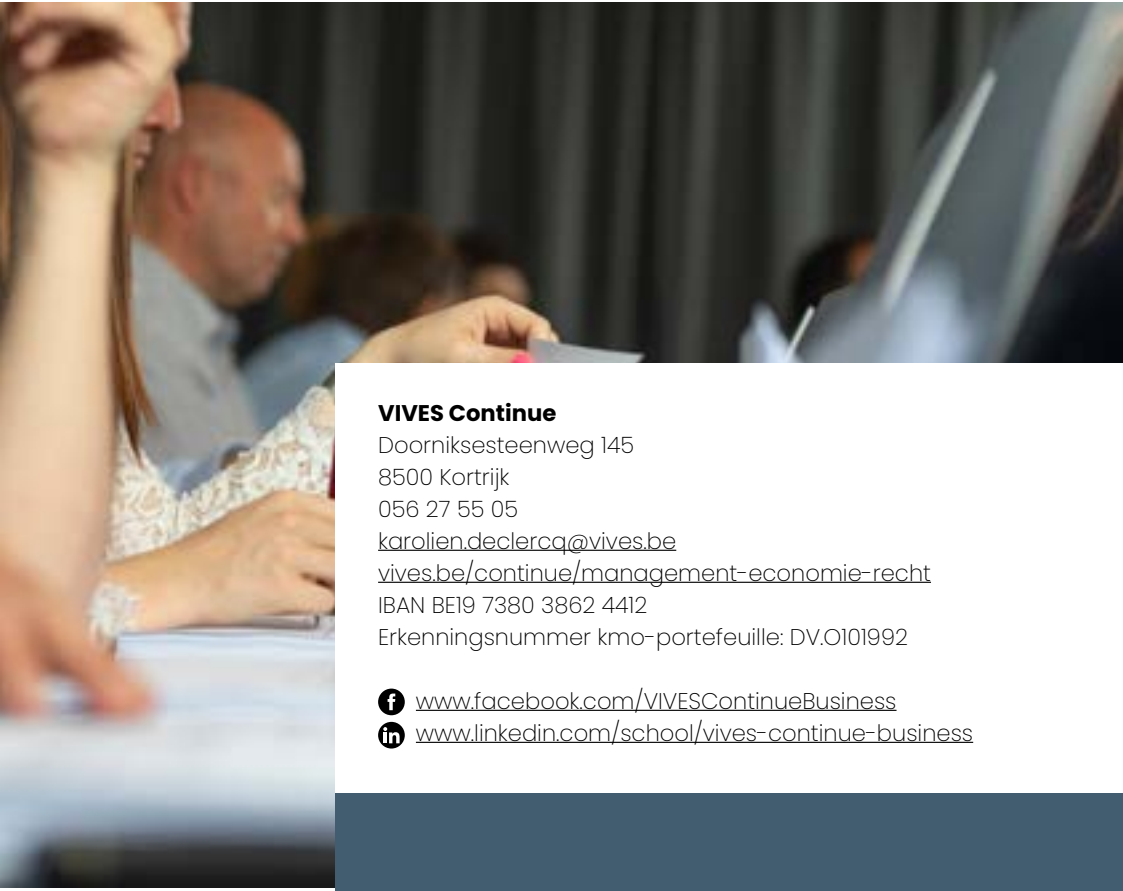 VIVES Continue
Doorniksesteenweg 145
8500 Kortrijk
056 27 55 05
karolien.declercq@vives.be
vives.be/continue/management-economie-recht
IBAN BE19 7380 3862 4412
Erkenningsnummer kmo-portefeuille: DV.O101992
www.facebook.com/VIVESContinueBusiness
www.linkedin.com/school/vives-continue-business